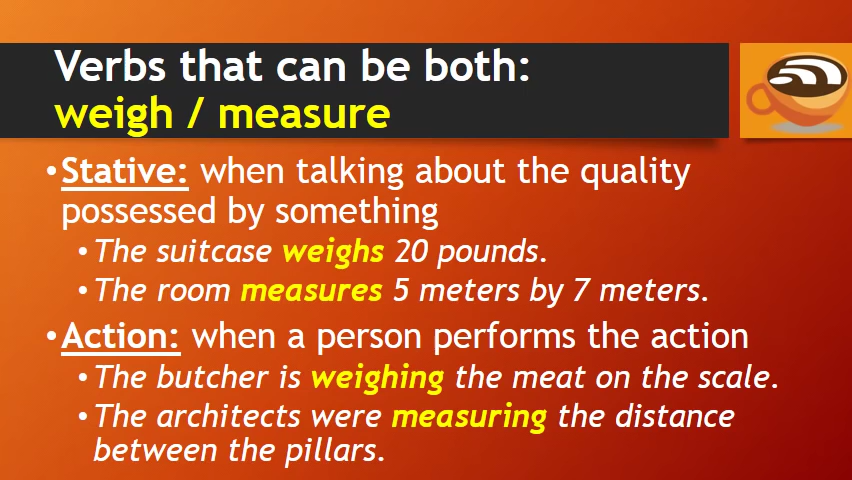 Verbs that can be both:
weigh / measure
•Stative: when talking about the quality
possessed by something
•The suitcase weighs 20 pounds.
•The room measures 5 meters by 7 meters.
•Action: when a person performs the action
•The butcher is weighing the meat on the scale.
•The architects were measuring the distance
between the pillars.